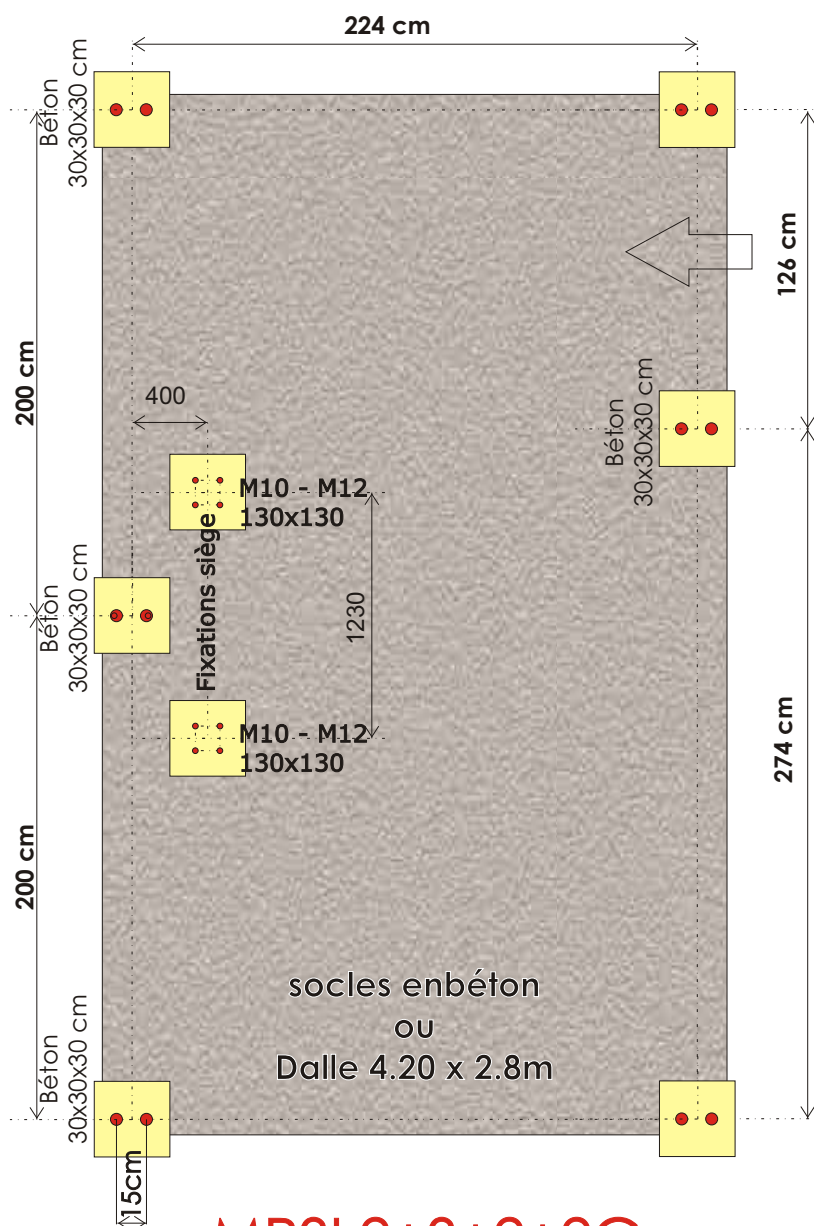 224 cm
Béton
30x30x30 cm
126 cm
200 cm
400
Béton
30x30x30 cm
M10 - M12
130x130
Fixations siège
1230
Béton
30x30x30 cm
M10 - M12
130x130
274 cm
200 cm
socles enbéton
ou
Dalle 4.20 x 2.8m
Béton
30x30x30 cm
15cm